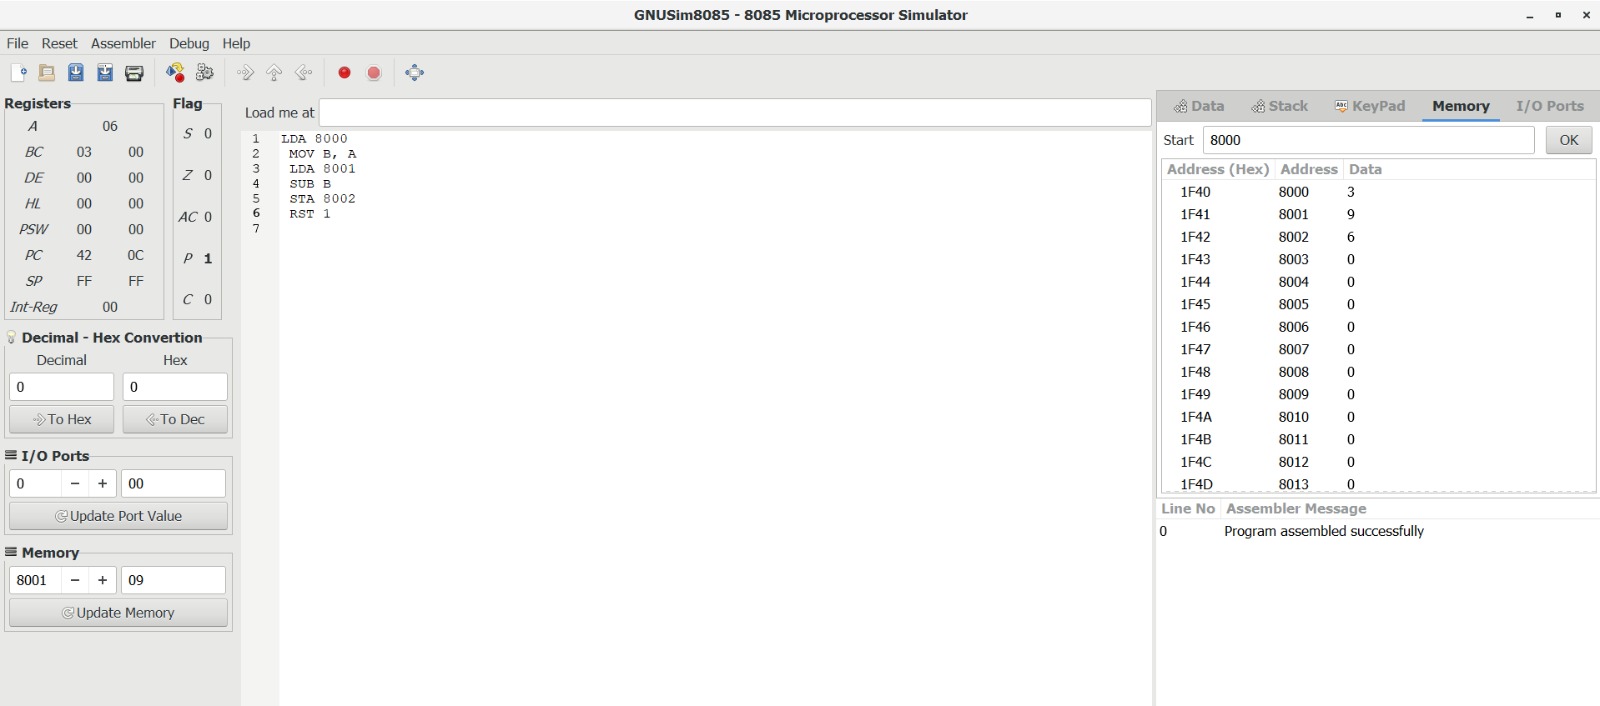 GNUSim8085 - 8085 Microprocessor Simulator
File Reset Assembler Debug Help
Registers
A 06
BC 03 00
DE 00 00
HL 00 00
PSW 00 00
PC 42 0C
SP FF FF
Int-Reg 00
Flag
S 0
Z 0
AC 0
P 1
C 0
Decimal - Hex Convertion
Decimal Hex
0 0
To Hex To Dec
I/O Ports
0 - + 00
Update Port Value
Memory
8001 - + 09
Update Memory
Load me at
1 LDA 8000
2 MOV B, A
3 LDA 8001
4 SUB B
5 STA 8002
6 RST 1
7
Data Stack Abc KeyPad Memory I/O Ports
Start 8000 OK
Address (Hex) Address Data
1F40 8000 3
1F41 8001 9
1F42 8002 6
1F43 8003 0
1F44 8004 0
1F45 8005 0
1F46 8006 0
1F47 8007 0
1F48 8008 0
1F49 8009 0
1F4A 8010 0
1F4B 8011 0
1F4C 8012 0
1F4D 8013 0
Line No Assembler Message
0 Program assembled successfully